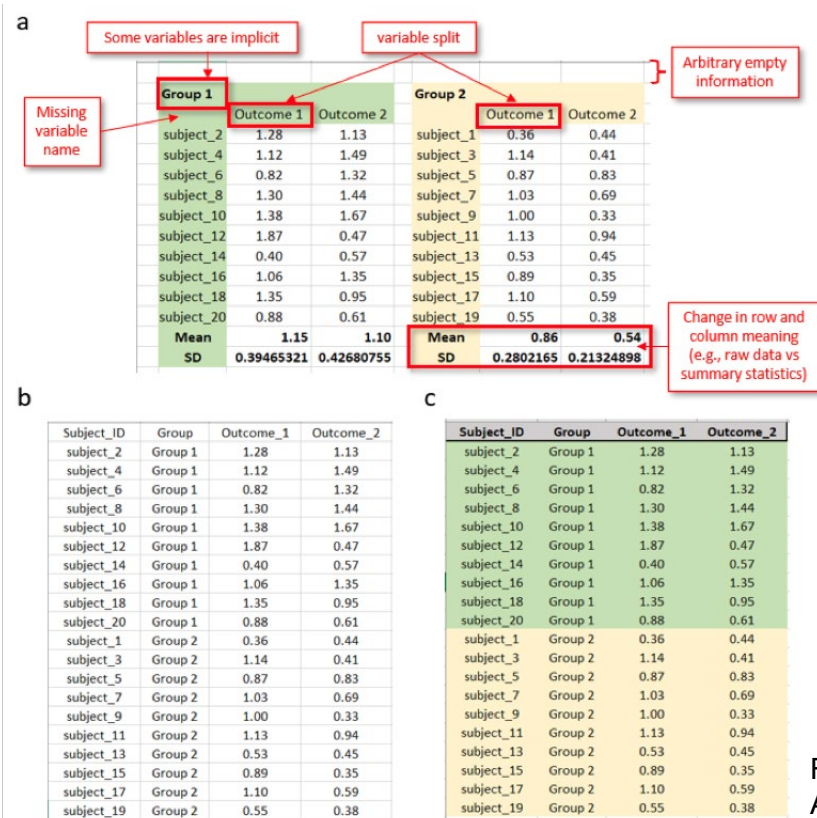 a
Some variables are implicit
variable split
Arbitrary empty
information
Missing
variable
name
Group 1 Group 2
Outcome 1 Outcome 2 Outcome 1 Outcome 2
subject_2 1.28 1.13 subject_1 0.36 0.44
subject_4 1.12 1.49 subject_3 1.14 0.41
subject_6 0.82 1.32 subject_5 0.87 0.83
subject_8 1.30 1.44 subject_7 1.03 0.69
subject_10 1.38 1.67 subject_9 1.00 0.33
subject_12 1.87 0.47 subject_11 1.13 0.94
subject_14 0.40 0.57 subject_13 0.53 0.45
subject_16 1.06 1.35 subject_15 0.89 0.35
subject_18 1.35 0.95 subject_17 1.10 0.59
subject_20 0.88 0.61 subject_19 0.55 0.38
Mean 1.15 1.10 Mean 0.86 0.54
SD 0.39465321 0.42680755 SD 0.2802165 0.21324898
Change in row and
column meaning
(e.g., raw data vs
summary statistics)
b
Subject_ID Group Outcome_1 Outcome_2
subject_2 Group 1 1.28 1.13
subject_4 Group 1 1.12 1.49
subject_6 Group 1 0.82 1.32
subject_8 Group 1 1.30 1.44
subject_10 Group 1 1.38 1.67
subject_12 Group 1 1.87 0.47
subject_14 Group 1 0.40 0.57
subject_16 Group 1 1.06 1.35
subject_18 Group 1 1.35 0.95
subject_20 Group 1 0.88 0.61
subject_1 Group 2 0.36 0.44
subject_3 Group 2 1.14 0.41
subject_5 Group 2 0.87 0.83
subject_7 Group 2 1.03 0.69
subject_9 Group 2 1.00 0.33
subject_11 Group 2 1.13 0.94
subject_13 Group 2 0.53 0.45
subject_15 Group 2 0.89 0.35
subject_17 Group 2 1.10 0.59
subject_19 Group 2 0.55 0.38
c
Subject_ID Group Outcome_1 Outcome_2
subject_2 Group 1 1.28 1.13
subject_4 Group 1 1.12 1.49
subject_6 Group 1 0.82 1.32
subject_8 Group 1 1.30 1.44
subject_10 Group 1 1.38 1.67
subject_12 Group 1 1.87 0.47
subject_14 Group 1 0.40 0.57
subject_16 Group 1 1.06 1.35
subject_18 Group 1 1.35 0.95
subject_20 Group 1 0.88 0.61
subject_1 Group 2 0.36 0.44
subject_3 Group 2 1.14 0.41
subject_5 Group 2 0.87 0.83
subject_7 Group 2 1.03 0.69
subject_9 Group 2 1.00 0.33
subject_11 Group 2 1.13 0.94
subject_13 Group 2 0.53 0.45
subject_15 Group 2 0.89 0.35
subject_17 Group 2 1.10 0.59
subject_19 Group 2 0.55 0.38